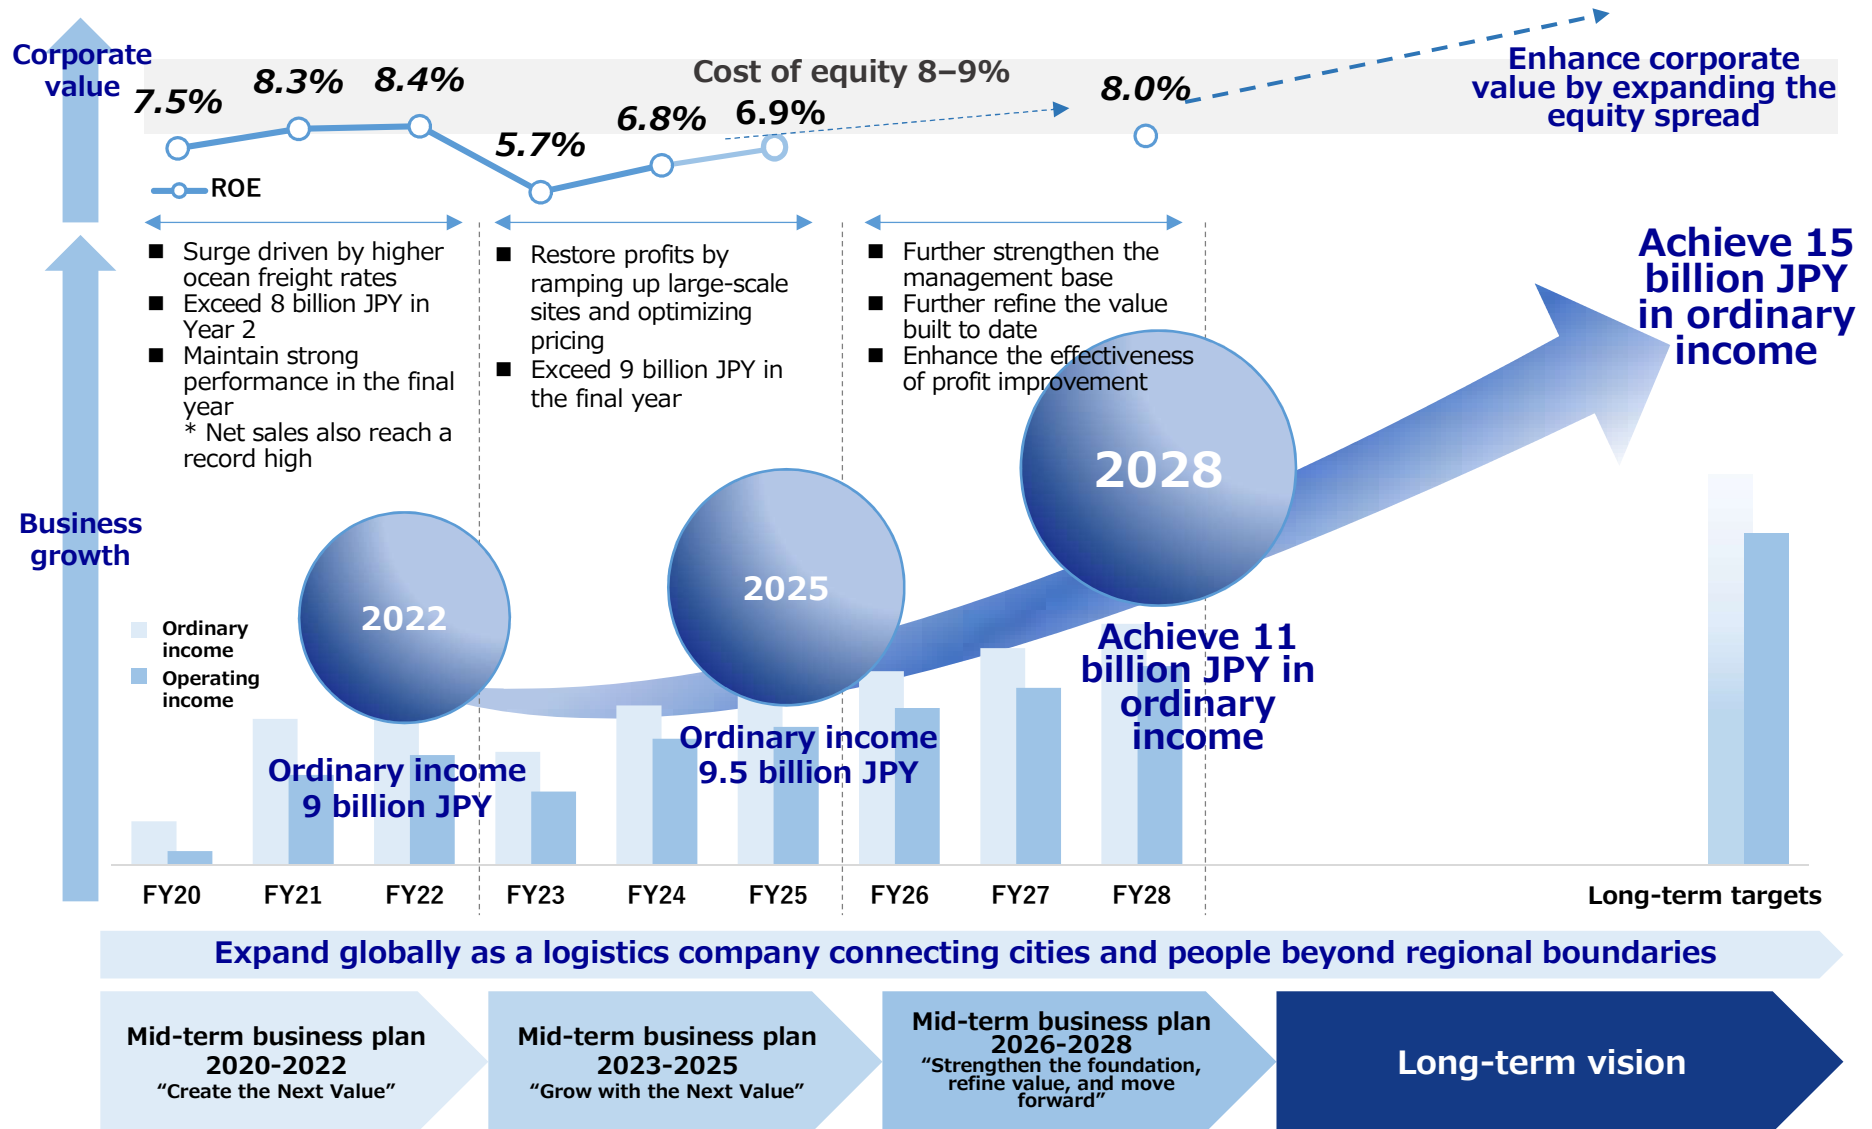 Corporate
value
7.5%
8.3%
8.4%
5.7%
6.8%
6.9%
Cost of equity 8–9%
8.0%
Enhance corporate
value by expanding the
equity spread
ROE
■ Surge driven by higher
ocean freight rates
■ Exceed 8 billion JPY in
Year 2
■ Maintain strong
performance in the final
year
* Net sales also reach a
record high
■ Restore profits by
ramping up large-scale
sites and optimizing
pricing
■ Exceed 9 billion JPY in
the final year
■ Further strengthen the
management base
■ Further refine the value
built to date
■ Enhance the effectiveness
of profit improvement
Achieve 15
billion JPY
in ordinary
income
Business
growth
2022
2025
2028
Ordinary
income
Operating
income
Ordinary income
9 billion JPY
Ordinary income
9.5 billion JPY
Achieve 11
billion JPY in
ordinary
income
FY20
FY21
FY22
FY23
FY24
FY25
FY26
FY27
FY28
Long-term targets
Expand globally as a logistics company connecting cities and people beyond regional boundaries
Mid-term business plan
2020-2022
“Create the Next Value”
Mid-term business plan
2023-2025
“Grow with the Next Value”
Mid-term business plan
2026-2028
“Strengthen the foundation,
refine value, and move
forward”
Long-term vision